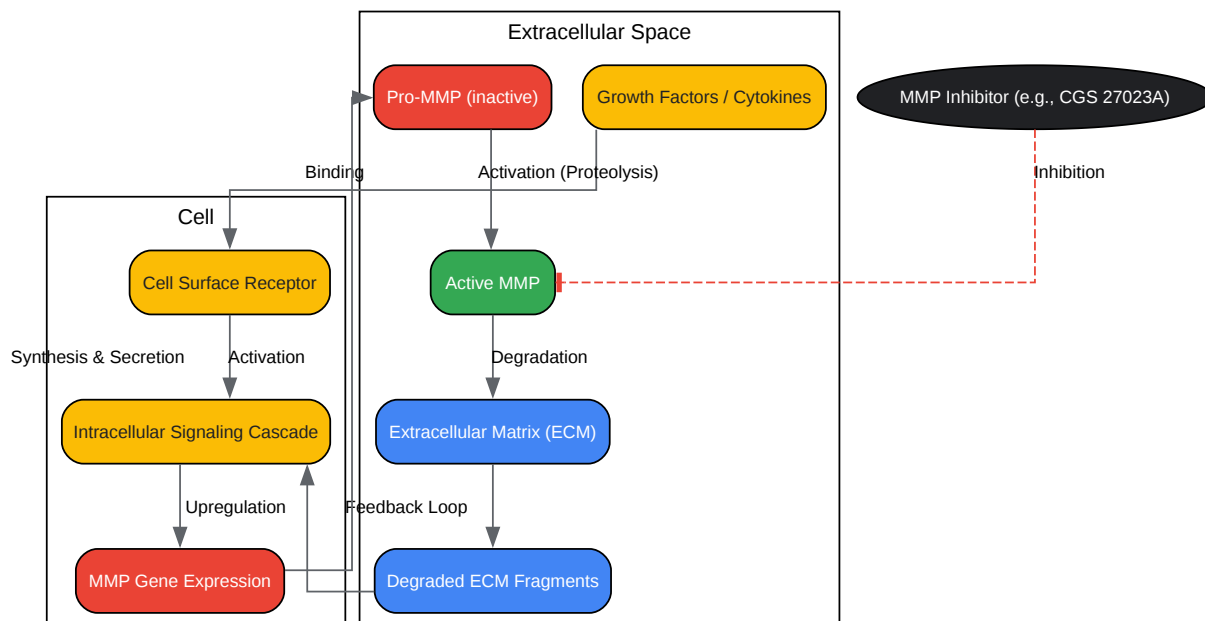 Extracellular Space
Pro-MMP (inactive)
Growth Factors / Cytokines
MMP Inhibitor (e.g., CGS 27023A)
Binding
Activation (Proteolysis)
Inhibition
Cell
Cell Surface Receptor
Active MMP
Synthesis & Secretion
Activation
Degradation
Intracellular Signaling Cascade
Extracellular Matrix (ECM)
Upregulation
Feedback Loop
MMP Gene Expression
Degraded ECM Fragments